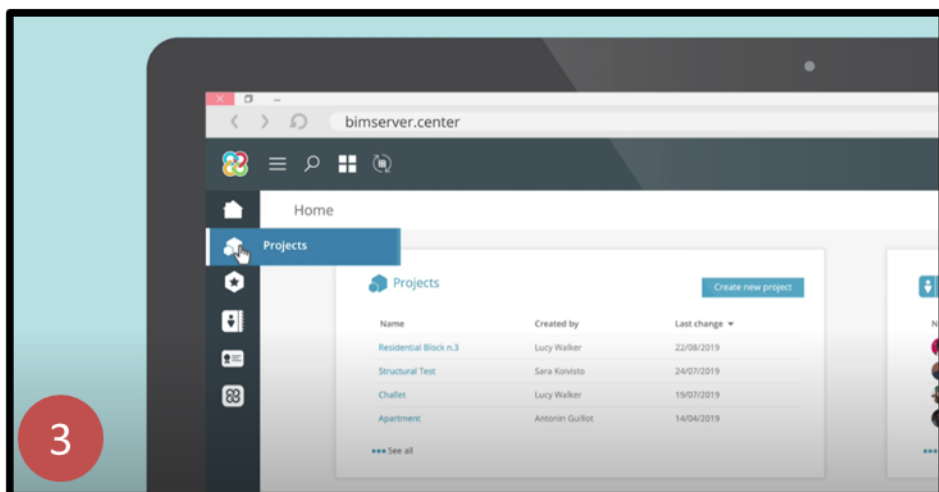 bimserver.center
Home
Projects
Projects
Create new project
Name Created by Last change
Residential Block n.3 Lucy Walker 22/08/2019
Structural Test Sara Koivisto 24/07/2019
Challet Lucy Walker 19/07/2019
Apartment Antonin Guillot 14/04/2019
••• See all
3